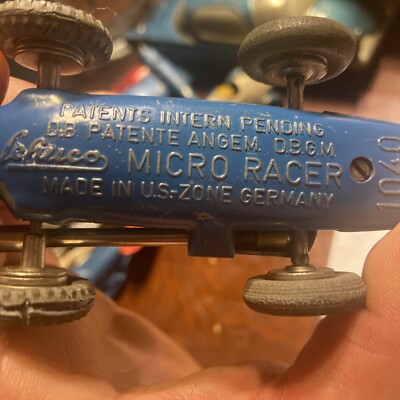 PATENTS INTERN PENDING
D.B. PATENTE ANGEM. D.B.G.M.
Schuco MICRO RACER
MADE IN U.S.-ZONE GERMANY
1040